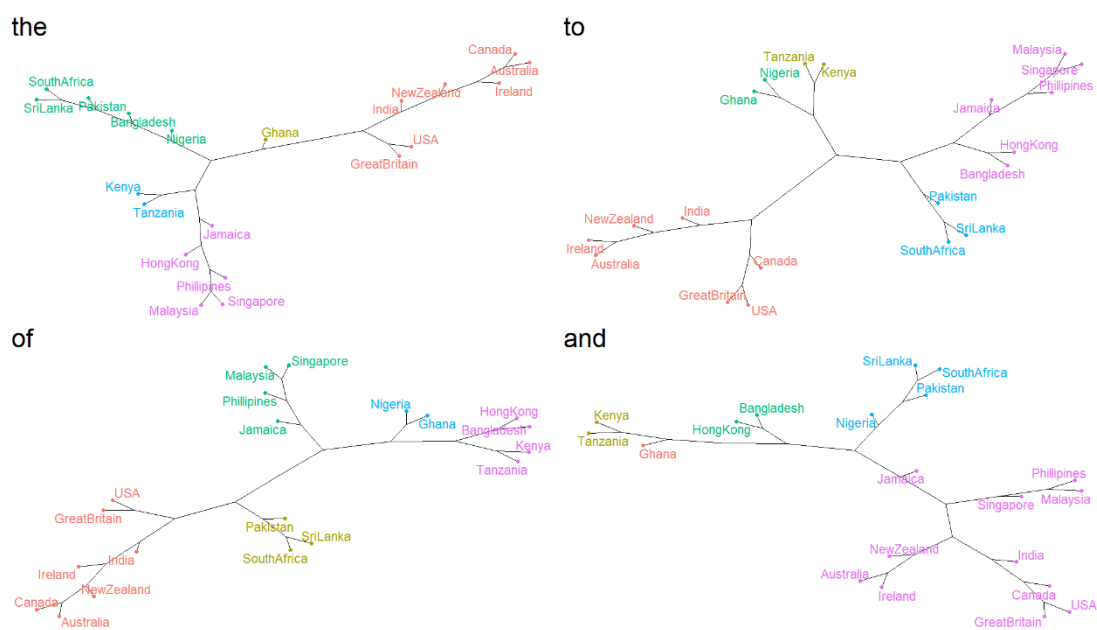 the
Canada
Australia
SouthAfrica
SriLanka
Pakistan
NewZealand
Ireland
India
Bangladesh
Nigeria
Ghana
USA
GreatBritain
Kenya
Tanzania
Jamaica
HongKong
Phillipines
Malaysia
Singapore
to
Malaysia
Tanzania
Nigeria
Kenya
Singapore
Phillipines
Ghana
Jamaica
HongKong
Bangladesh
Pakistan
NewZealand
India
SriLanka
Ireland
SouthAfrica
Australia
Canada
GreatBritain
USA
of
Singapore
Malaysia
Phillipines
Nigeria
Ghana
HongKong
Jamaica
Bangladesh
Kenya
Tanzania
USA
GreatBritain
Pakistan
SriLanka
SouthAfrica
India
Ireland
NewZealand
Canada
Australia
and
SriLanka
SouthAfrica
Pakistan
Kenya
Bangladesh
Nigeria
Tanzania
HongKong
Ghana
Jamaica
Phillipines
Malaysia
Singapore
NewZealand
India
Australia
Ireland
Canada
USA
GreatBritain